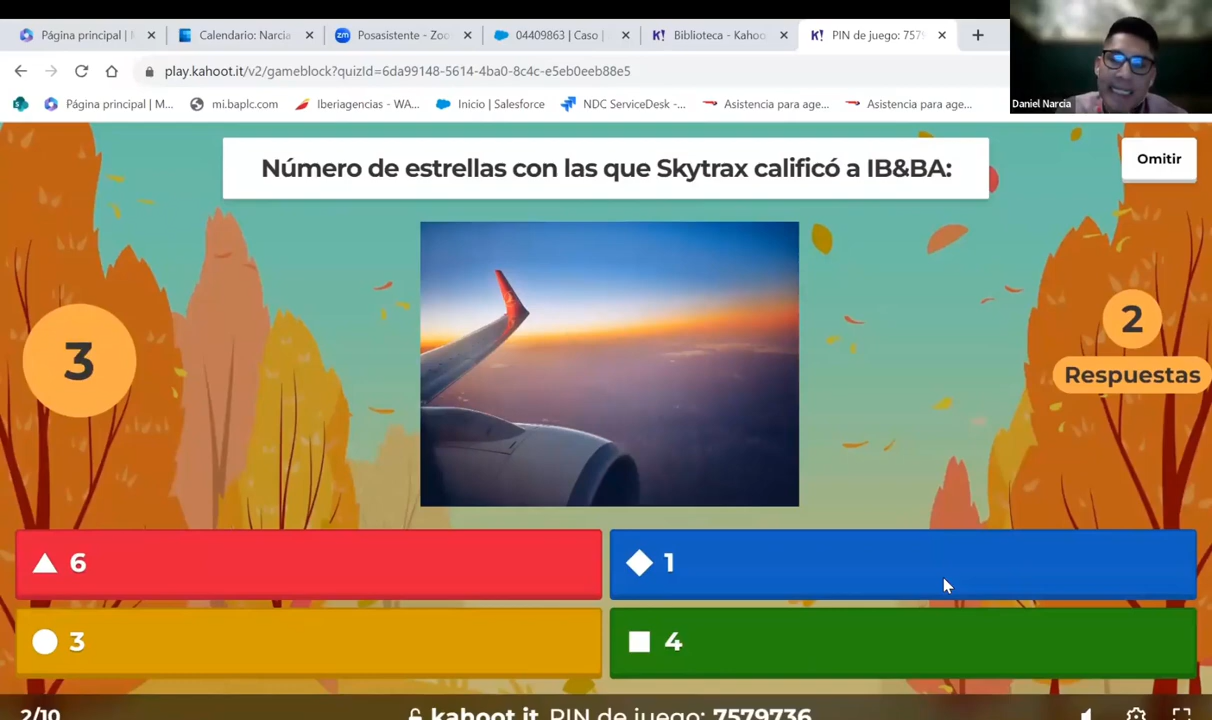 Página principal |
Calendario: Narcia
Posasistente - Zoo
04409863 | Caso |
K! Biblioteca - Kahoo
K! PIN de juego: 757
play.kahoot.it/v2/gameblock?quizId=6da99148-5614-4ba0-8c4c-e5eb0eeb88e5
Página principal | M...
mi.baplc.com
Iberiagencias - WA...
Inicio | Salesforce
NDC ServiceDesk -...
Asistencia para age...
Asistencia para age...
Daniel Narcia
Número de estrellas con las que Skytrax calificó a IB&BA:
Omitir
3
2
Respuestas
6
1
3
4
2/10
kahoot.it PIN de juego: 7579736